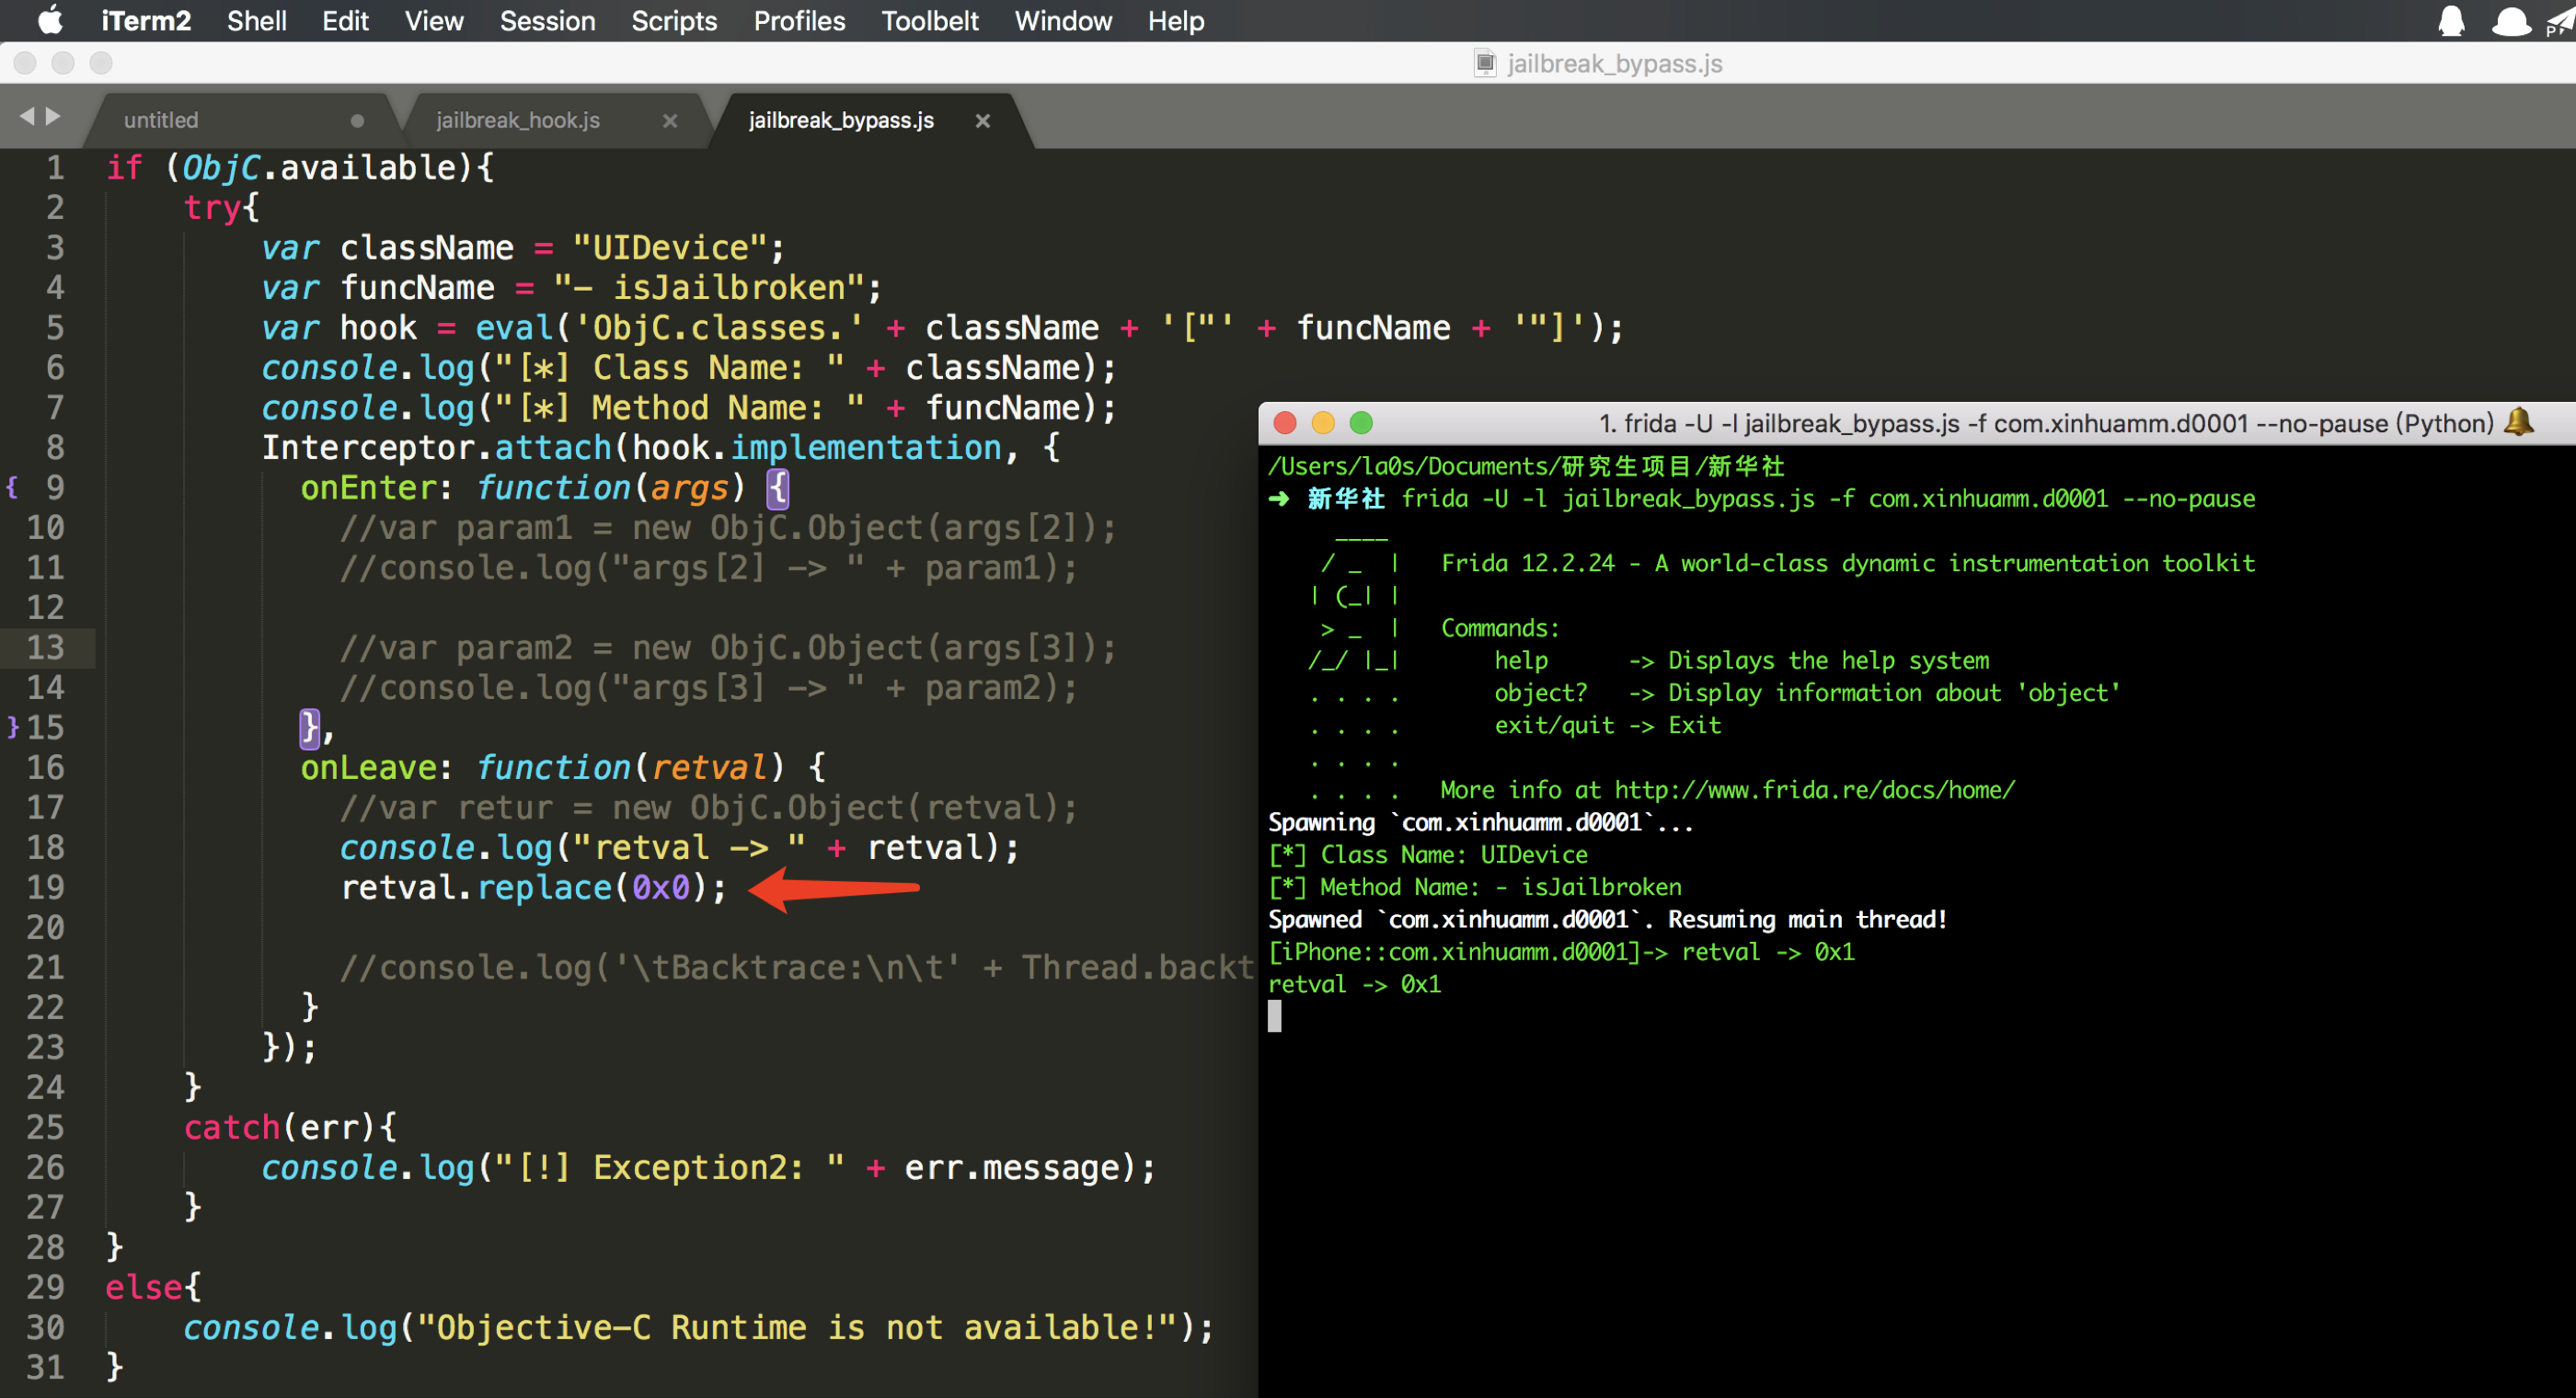 iTerm2 Shell Edit View Session Scripts Profiles Toolbelt Window Help
jailbreak_bypass.js
untitled jailbreak_hook.js jailbreak_bypass.js
1 if (ObjC.available){
2 try{
3 var className = "UIDevice";
4 var funcName = "- isJailbroken";
5 var hook = eval('ObjC.classes.' + className + '["' + funcName + '"]');
6 console.log("[*] Class Name: " + className);
7 console.log("[*] Method Name: " + funcName);
8 Interceptor.attach(hook.implementation, {
9 onEnter: function(args) {
10 //var param1 = new ObjC.Object(args[2]);
11 //console.log("args[2] -> " + param1);
12
13 //var param2 = new ObjC.Object(args[3]);
14 //console.log("args[3] -> " + param2);
15 },
16 onLeave: function(retval) {
17 //var retur = new ObjC.Object(retval);
18 console.log("retval -> " + retval);
19 retval.replace(0x0);
20
21 //console.log('\tBacktrace:\n\t' + Thread.backt
22 }
23 });
24 }
25 catch(err){
26 console.log("[!] Exception2: " + err.message);
27 }
28 }
29 else{
30 console.log("Objective-C Runtime is not available!");
31 }
1. frida -U -l jailbreak_bypass.js -f com.xinhuamm.d0001 --no-pause (Python)
/Users/la0s/Documents/研究生项目/新华社
➜ 新华社 frida -U -l jailbreak_bypass.js -f com.xinhuamm.d0001 --no-pause
____
/ _ | Frida 12.2.24 - A world-class dynamic instrumentation toolkit
| (_| |
> _ | Commands:
/_/ |_| help -> Displays the help system
. . . . object? -> Display information about 'object'
. . . . exit/quit -> Exit
. . . .
. . . . More info at http://www.frida.re/docs/home/
Spawning `com.xinhuamm.d0001`...
[*] Class Name: UIDevice
[*] Method Name: - isJailbroken
Spawned `com.xinhuamm.d0001`. Resuming main thread!
[iPhone::com.xinhuamm.d0001]-> retval -> 0x1
retval -> 0x1